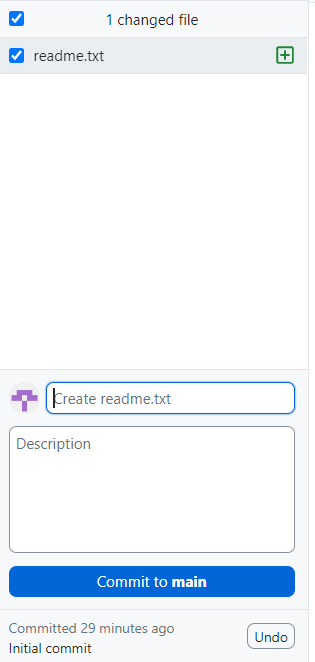 1 changed file
readme.txt
Create readme.txt
Description
Commit to main
Committed 29 minutes ago
Undo
Initial commit